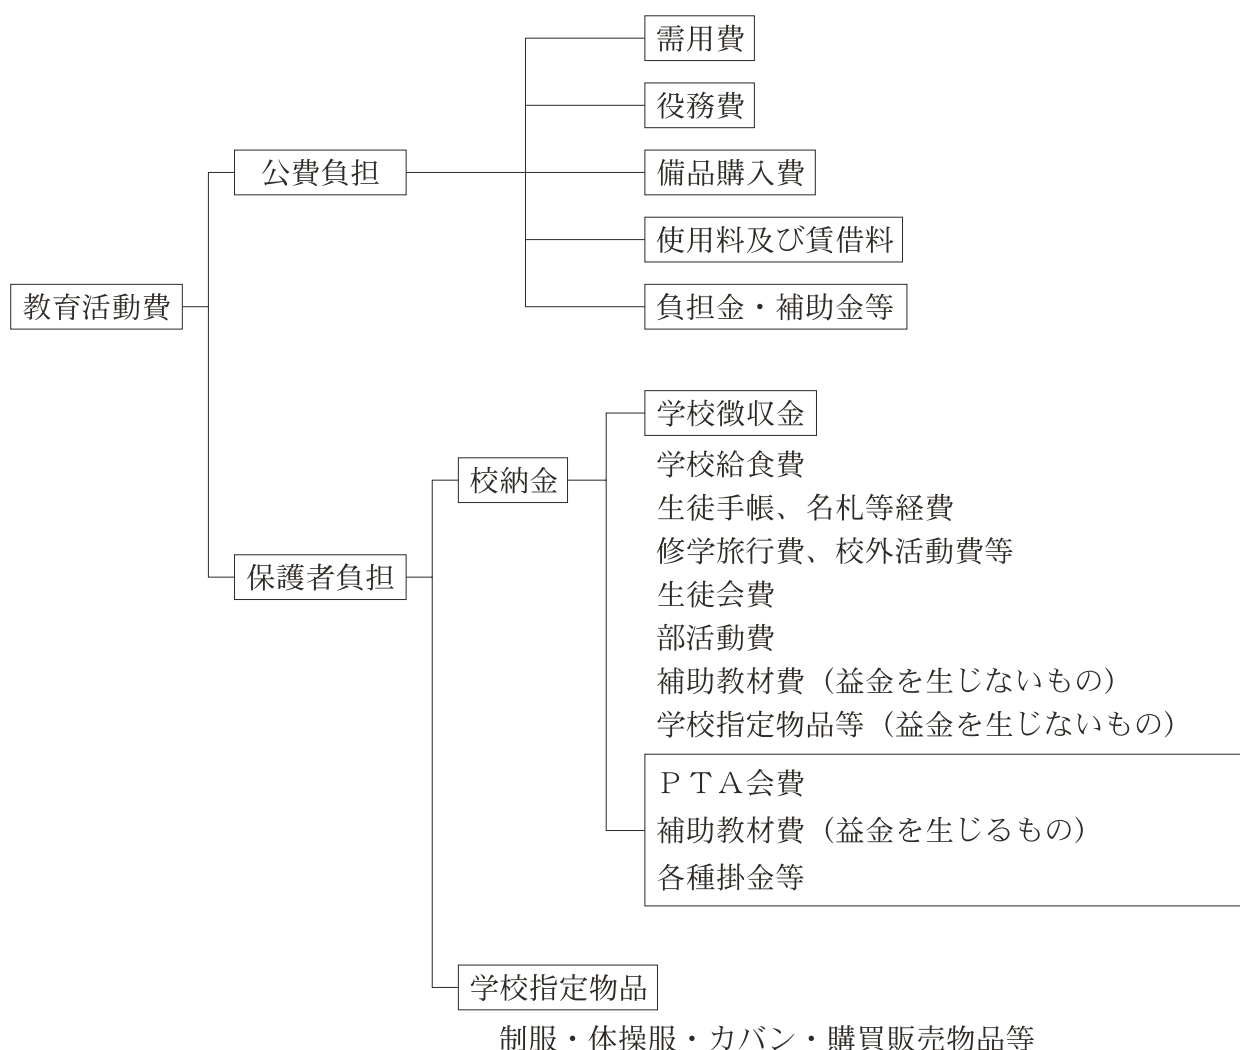 需用費
役務費
公費負担
備品購入費
使用料及び賃借料
教育活動費
負担金・補助金等
学校徴収金
学校給食費
校納金
生徒手帳、名札等経費
修学旅行費、校外活動費等
保護者負担
生徒会費
部活動費
補助教材費（益金を生じないもの）
学校指定物品等（益金を生じないもの）
ＰＴＡ会費
補助教材費（益金を生じるもの）
各種掛金等
学校指定物品
制服・体操服・カバン・購買販売物品等